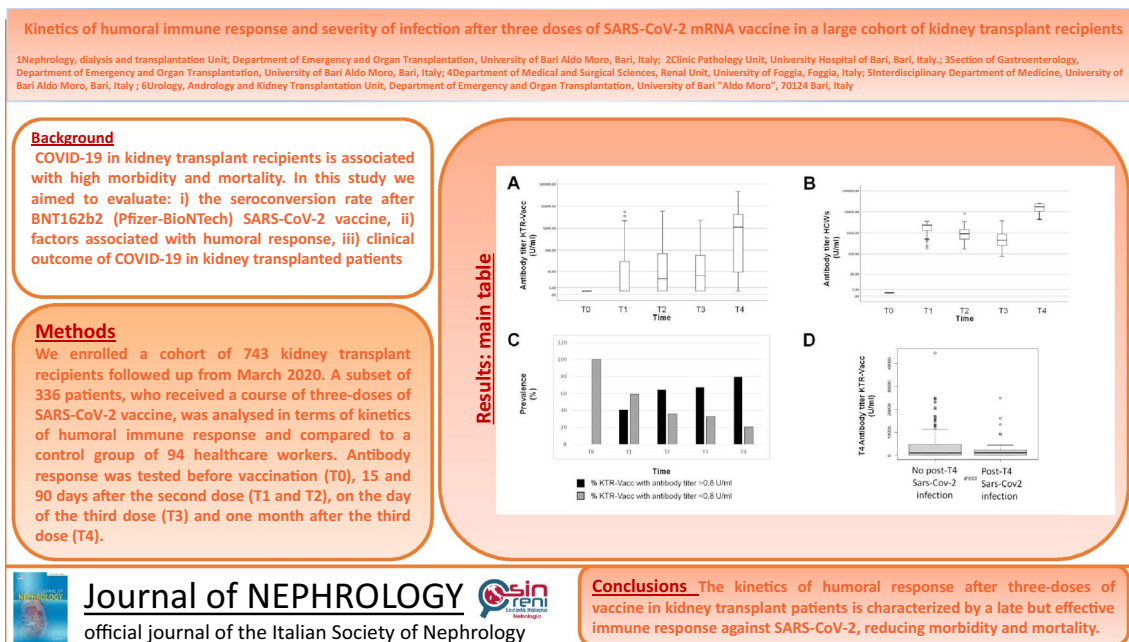 Kinetics of humoral immune response and severity of infection after three doses of SARS-CoV-2 mRNA vaccine in a large cohort of kidney transplant recipients
1Nephrology, dialysis and transplantation Unit, Department of Emergency and Organ Transplantation, University of Bari Aldo Moro, Bari, Italy; 2Clinic Pathology Unit, University Hospital of Bari, Bari, Italy.; 3Section of Gastroenterology,
Department of Emergency and Organ Transplantation, University of Bari Aldo Moro, Bari, Italy; 4Department of Medical and Surgical Sciences, Renal Unit, University of Foggia, Foggia, Italy; 5Interdisciplinary Department of Medicine, University of
Bari Aldo Moro, Bari, Italy ; 6Urology, Andrology and Kidney Transplantation Unit, Department of Emergency and Organ Transplantation, University of Bari "Aldo Moro", 70124 Bari, Italy
Background
COVID-19 in kidney transplant recipients is associated
with high morbidity and mortality. In this study we
aimed to evaluate: i) the seroconversion rate after
BNT162b2 (Pfizer-BioNTech) SARS-CoV-2 vaccine, ii)
factors associated with humoral response, iii) clinical
outcome of COVID-19 in kidney transplanted patients
Methods
We enrolled a cohort of 743 kidney transplant
recipients followed up from March 2020. A subset of
336 patients, who received a course of three-doses of
SARS-CoV-2 vaccine, was analysed in terms of kinetics
of humoral immune response and compared to a
control group of 94 healthcare workers. Antibody
response was tested before vaccination (T0), 15 and
90 days after the second dose (T1 and T2), on the day
of the third dose (T3) and one month after the third
dose (T4).
Results: main table
A
Antibody titer KTR-Vacc
(U/ml)
T0 T1 T2 T3 T4
Time
B
Antibody titer HCWs
(U/ml)
T0 T1 T2 T3 T4
Time
C
Prevalence
(%)
T0 T1 T2 T3 T4
Time
% KTR-Vacc with antibody titer >0,8 U/ml
% KTR-Vacc with antibody titer <0,8 U/ml
D
T4 Antibody titer KTR-Vacc
(U/ml)
No post-T4
Sars-Cov-2
infection
Post-T4
Sars-Cov2
infection
Journal of NEPHROLOGY
official journal of the Italian Society of Nephrology
NEPHROLOGY
sin
reni
Società Italiana
Nefrologia
Conclusions The kinetics of humoral response after three-doses of
vaccine in kidney transplant patients is characterized by a late but effective
immune response against SARS-CoV-2, reducing morbidity and mortality.